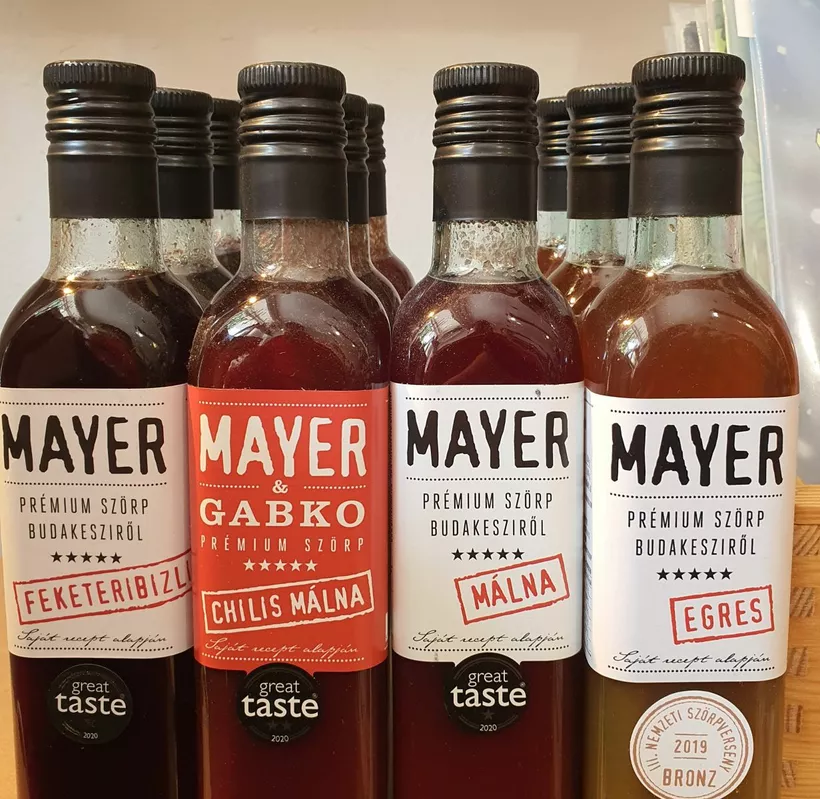 MAYER
PRÉMIUM SZÖRP
BUDAKESZIRŐL
★★★★★
FEKETERIBIZLI
Saját recept alapján
great
taste
2020
MAYER
&
GABKO
PRÉMIUM SZÖRP
★★★★★
CHILIS MÁLNA
Saját recept alapján
great
taste®
2020
MAYER
PRÉMIUM SZÖRP
BUDAKESZIRŐL
★★★★★
MÁLNA
Saját recept alapján
great
taste®
2020
MAYER
PRÉMIUM SZÖRP
BUDAKESZIRŐL
★★★★★
EGRES
Saját recept alapján
III. NEMZETI SZÖRPVERSENY
2019
BRONZ